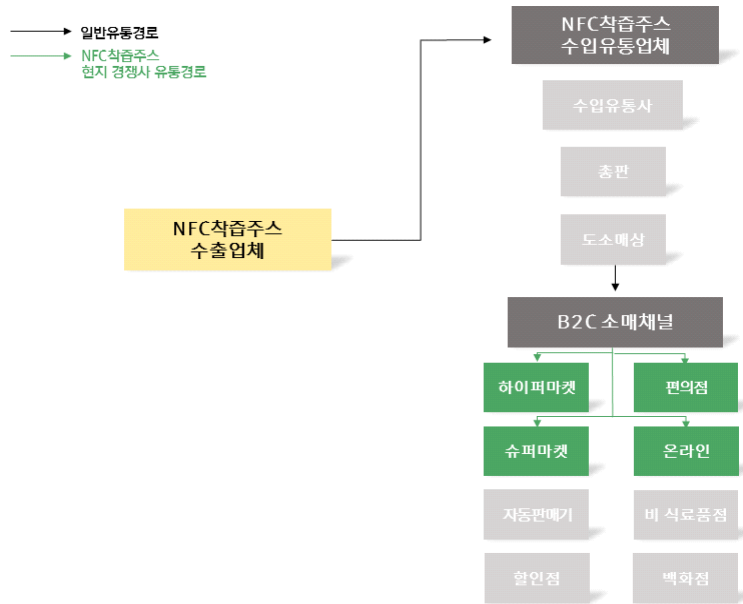 일반유통경로
NFC착즙주스
현지 경쟁사 유통경로
NFC착즙주스
수입유통업체
수입유통사
총판
도소매상
NFC착즙주스
수출업체
B2C 소매채널
하이퍼마켓
편의점
슈퍼마켓
온라인
자동판매기
비 식료품점
할인점
백화점